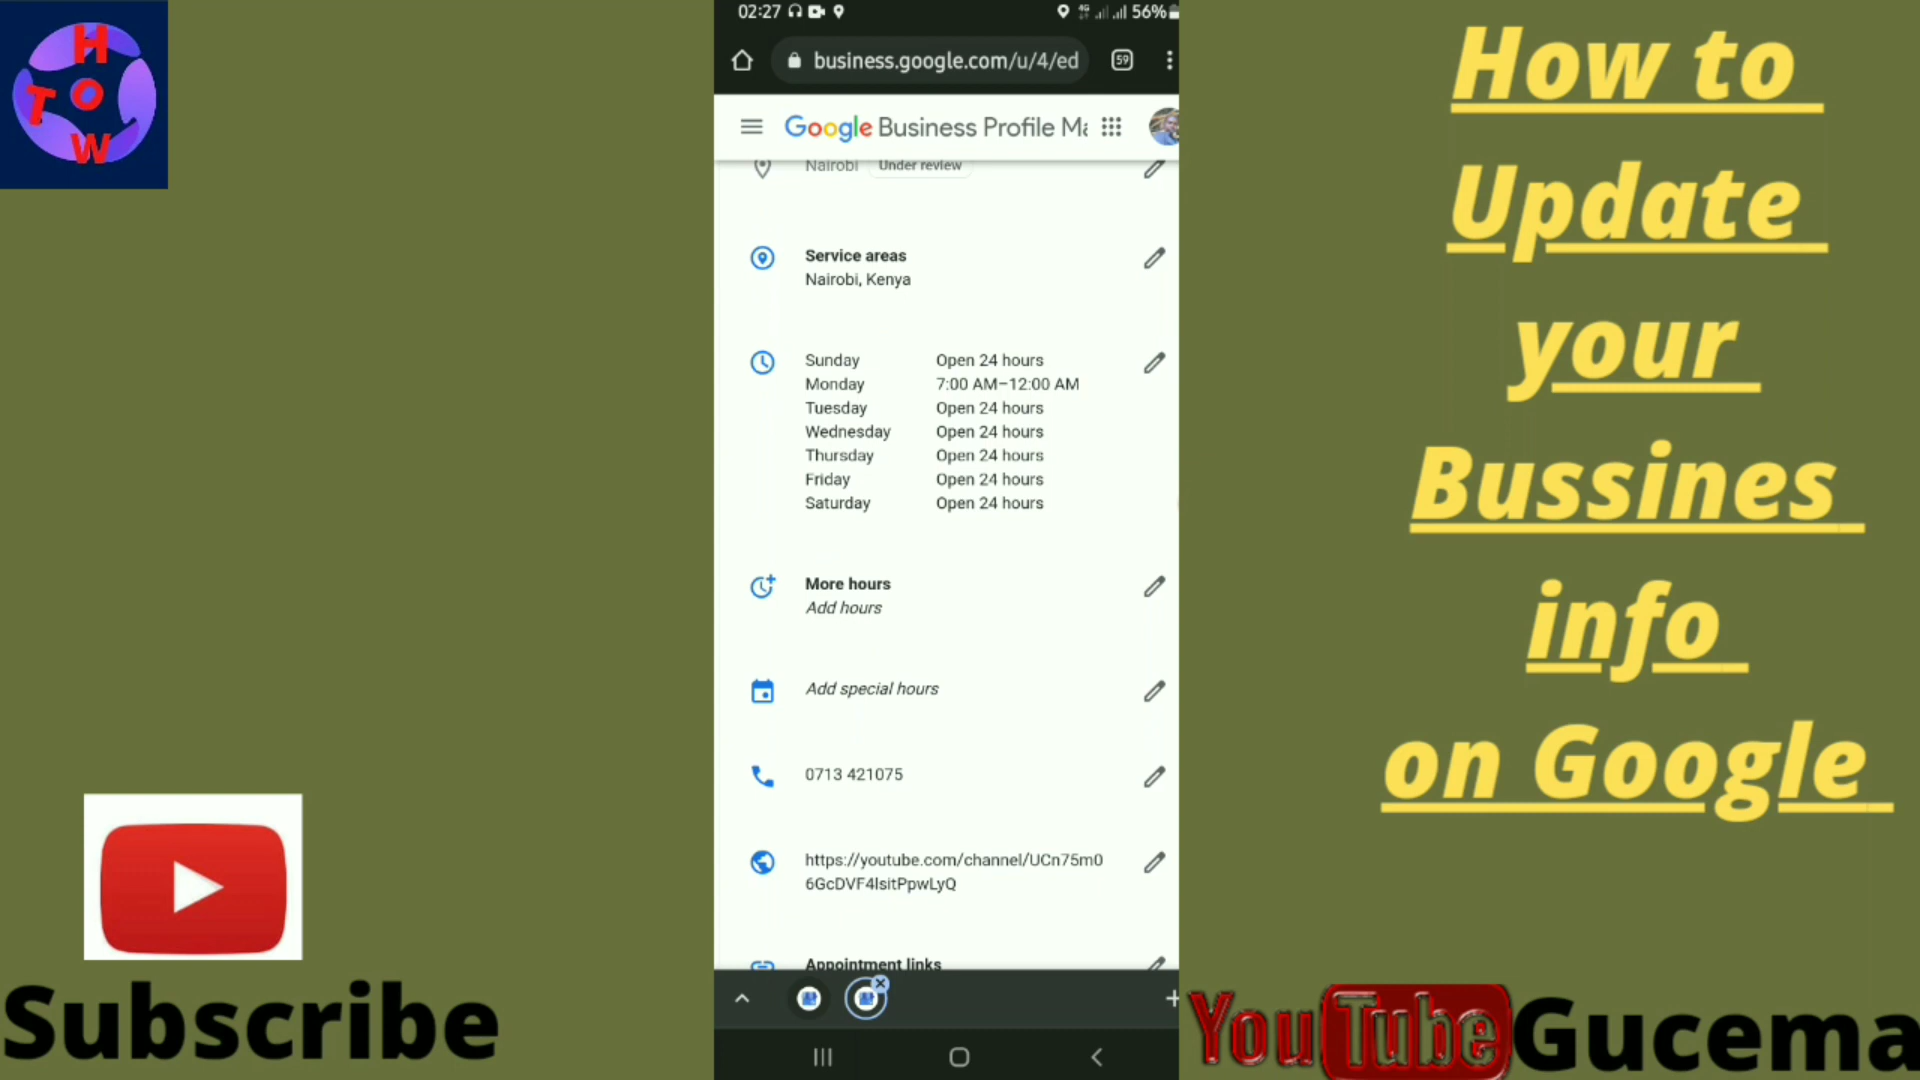 H
T O
W
02:27 4G 56%
business.google.com/u/4/ed 59
Google Business Profile Ma
Nairobi Under review
Service areas
Nairobi, Kenya
Sunday Open 24 hours
Monday 7:00 AM–12:00 AM
Tuesday Open 24 hours
Wednesday Open 24 hours
Thursday Open 24 hours
Friday Open 24 hours
Saturday Open 24 hours
More hours
Add hours
Add special hours
0713 421075
https://youtube.com/channel/UCn75m0
6GcDVF4IsitPpwLyQ
Appointment links
How to
Update
your
Bussines
info
on Google
Subscribe
YouTube Gucema